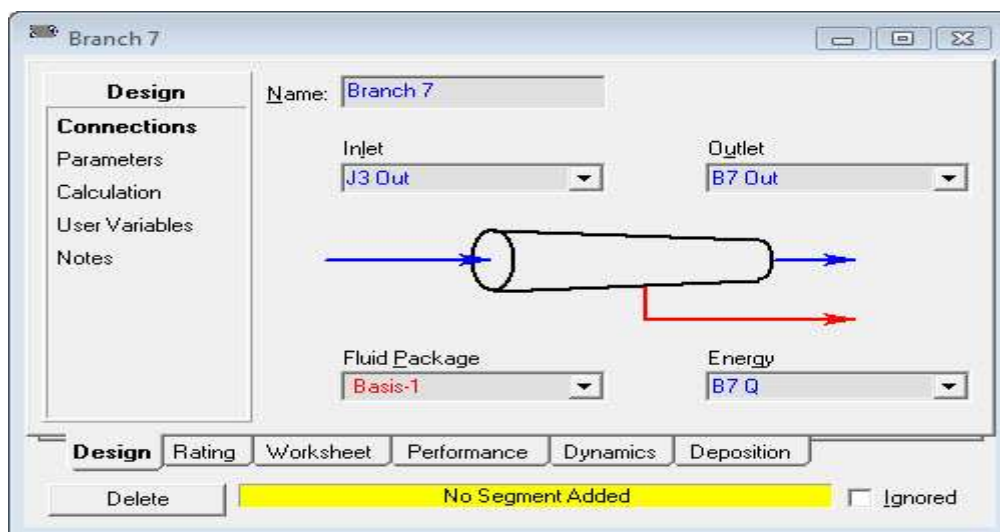 Branch 7
Design
Connections
Parameters
Calculation
User Variables
Notes
Name: Branch 7
Inlet
J3 Out
Outlet
B7 Out
Fluid Package
Basis-1
Energy
B7 Q
Design Rating Worksheet Performance Dynamics Deposition
Delete No Segment Added Ignored